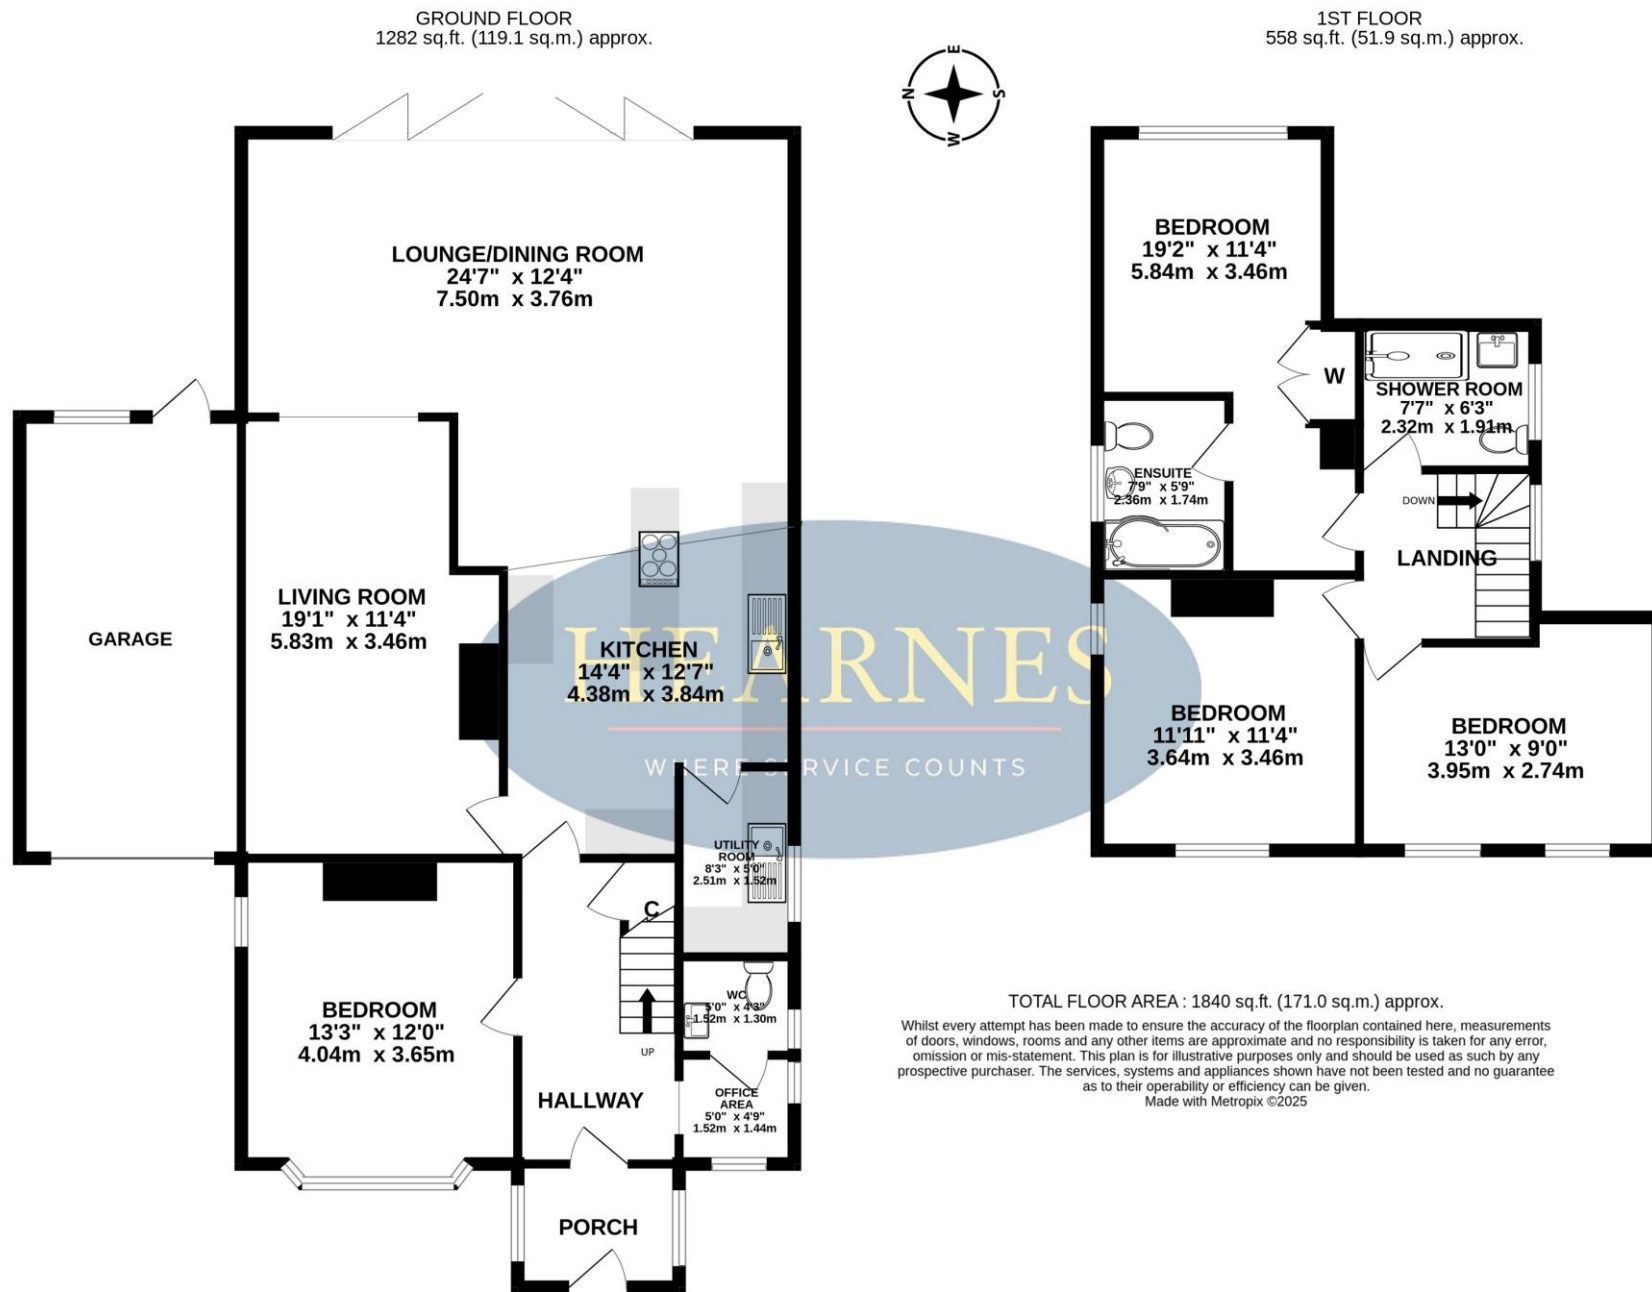 GROUND FLOOR
1282 sq.ft. (119.1 sq.m.) approx.
1ST FLOOR
558 sq.ft. (51.9 sq.m.) approx.
E
N
S
W
LOUNGE/DINING ROOM
24'7" x 12'4"
7.50m x 3.76m
GARAGE
LIVING ROOM
19'1" x 11'4"
5.83m x 3.46m
KITCHEN
14'4" x 12'7"
4.38m x 3.84m
HEARNES
WHERE SERVICE COUNTS
UTILITY
ROOM
8'3" x 5'0"
2.51m x 1.52m
C
UP
BEDROOM
13'3" x 12'0"
4.04m x 3.65m
HALLWAY
WC
5'0" x 4'3"
1.52m x 1.30m
OFFICE
AREA
5'0" x 4'9"
1.52m x 1.44m
PORCH
BEDROOM
19'2" x 11'4"
5.84m x 3.46m
W
SHOWER ROOM
7'7" x 6'3"
2.32m x 1.91m
ENSUITE
7'9" x 5'9"
2.36m x 1.74m
DOWN
LANDING
BEDROOM
11'11" x 11'4"
3.64m x 3.46m
BEDROOM
13'0" x 9'0"
3.95m x 2.74m
TOTAL FLOOR AREA : 1840 sq.ft. (171.0 sq.m.) approx.
Whilst every attempt has been made to ensure the accuracy of the floorplan contained here, measurements
of doors, windows, rooms and any other items are approximate and no responsibility is taken for any error,
omission or mis-statement. This plan is for illustrative purposes only and should be used as such by any
prospective purchaser. The services, systems and appliances shown have not been tested and no guarantee
as to their operability or efficiency can be given.
Made with Metropix ©2025